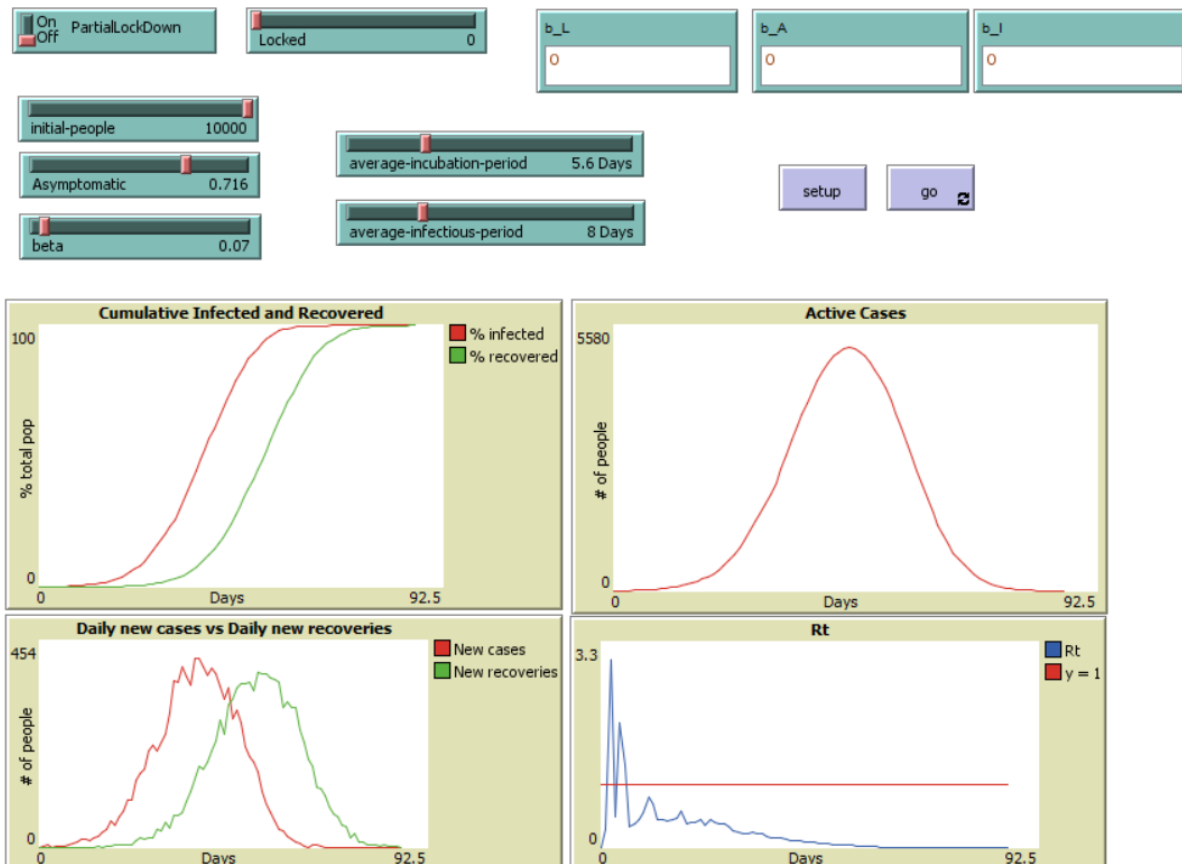 On
Off
PartialLockDown
Locked 0
b_L
0
b_A
0
b_I
0
initial-people 10000
Asymptomatic 0.716
beta 0.07
average-incubation-period 5.6 Days
average-infectious-period 8 Days
setup
go
Cumulative Infected and Recovered
100
% total pop
0
0 Days 92.5
% infected
% recovered
Active Cases
5580
# of people
0
0 Days 92.5
Daily new cases vs Daily new recoveries
454
# of people
0
0 Days 92.5
New cases
New recoveries
Rt
3.3
0
0 Days 92.5
Rt
y = 1